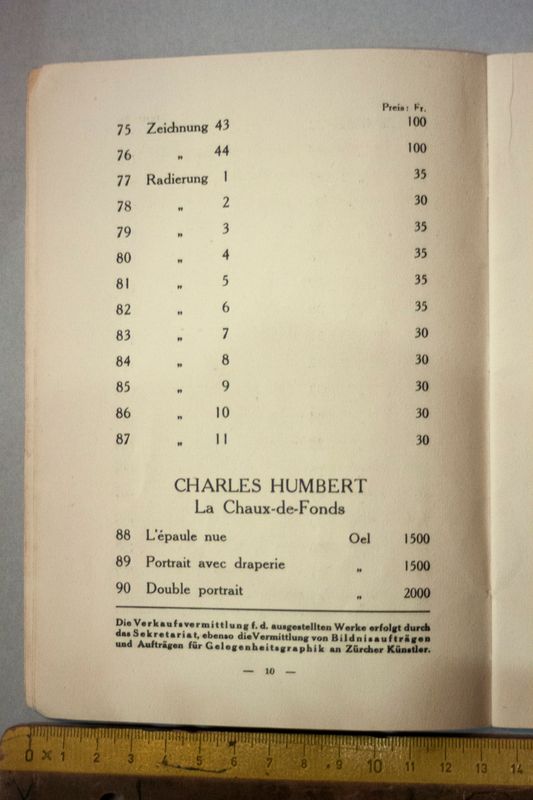 Preis: Fr.
75 Zeichnung 43 100
76 „ 44 100
77 Radierung 1 35
78 „ 2 30
79 „ 3 35
80 „ 4 35
81 „ 5 35
82 „ 6 35
83 „ 7 30
84 „ 8 30
85 „ 9 30
86 „ 10 30
87 „ 11 30
CHARLES HUMBERT
La Chaux-de-Fonds
88 L'épaule nue Oel 1500
89 Portrait avec draperie „ 1500
90 Double portrait „ 2000
Die Verkaufsvermittlung f. d. ausgestellten Werke erfolgt durch
das Sekretariat, ebenso die Vermittlung von Bildnisaufträgen
und Aufträgen für Gelegenheitsgraphik an Zürcher Künstler.
— 10 —
0 1 2 3 4 5 6 7 8 9 10 11 12 13 14